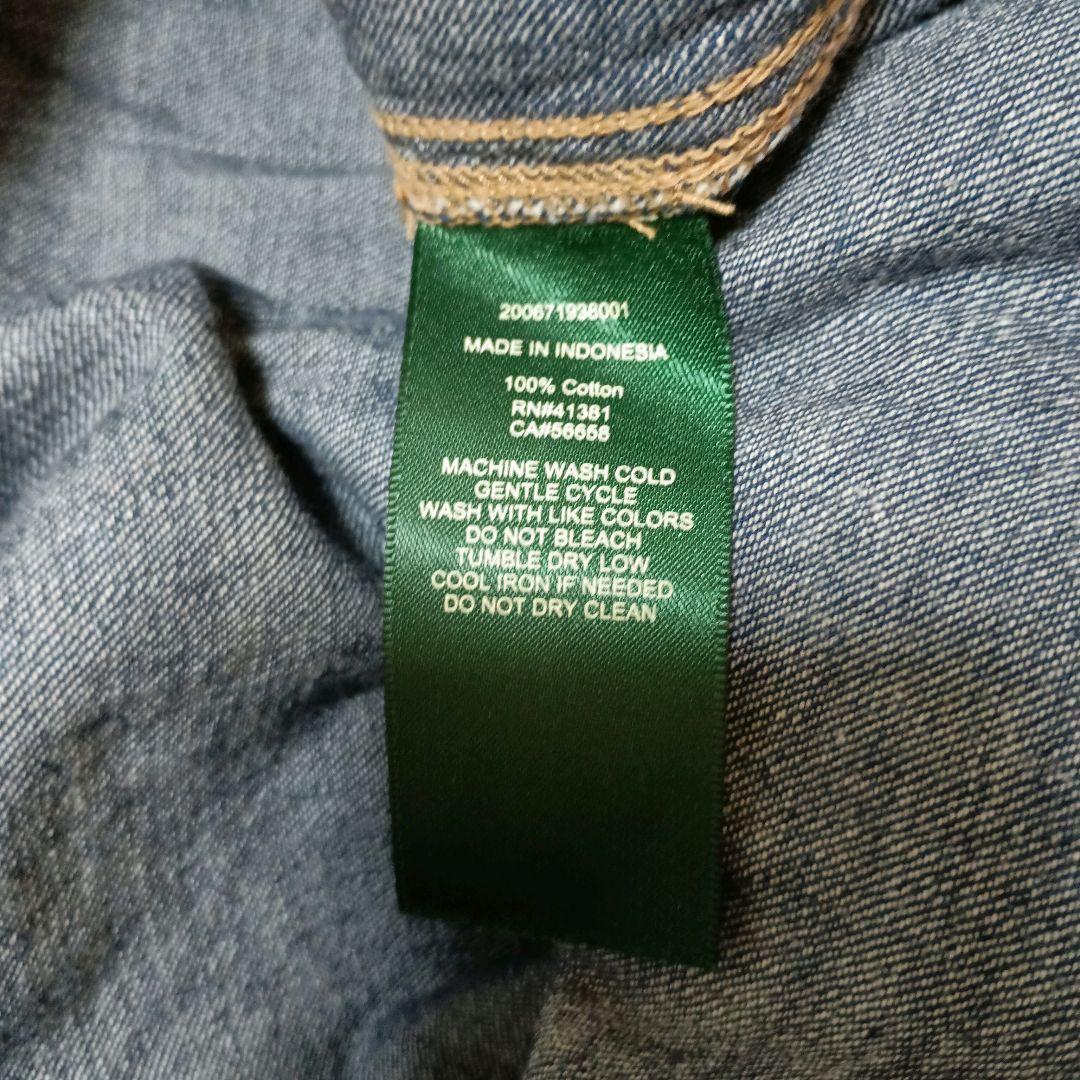 200671938001
MADE IN INDONESIA
100% Cotton
RN#41381
CA#56656
MACHINE WASH COLD
GENTLE CYCLE
WASH WITH LIKE COLORS
DO NOT BLEACH
TUMBLE DRY LOW
COOL IRON IF NEEDED
DO NOT DRY CLEAN